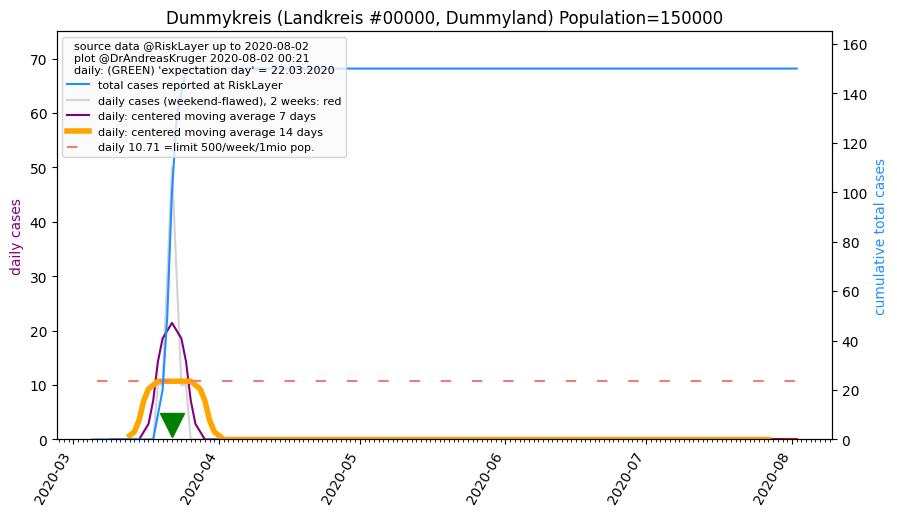 Dummykreis (Landkreis #00000, Dummyland) Population=150000
source data @RiskLayer up to 2020-08-02
plot @DrAndreasKruger 2020-08-02 00:21
daily: (GREEN) 'expectation day' = 22.03.2020
total cases reported at RiskLayer
daily cases (weekend-flawed), 2 weeks: red
daily: centered moving average 7 days
daily: centered moving average 14 days
daily 10.71 =limit 500/week/1mio pop.
daily cases
70
60
50
40
30
20
10
0
160
140
120
100
80
60
40
20
0
cumulative total cases
2020-03
2020-04
2020-05
2020-06
2020-07
2020-08